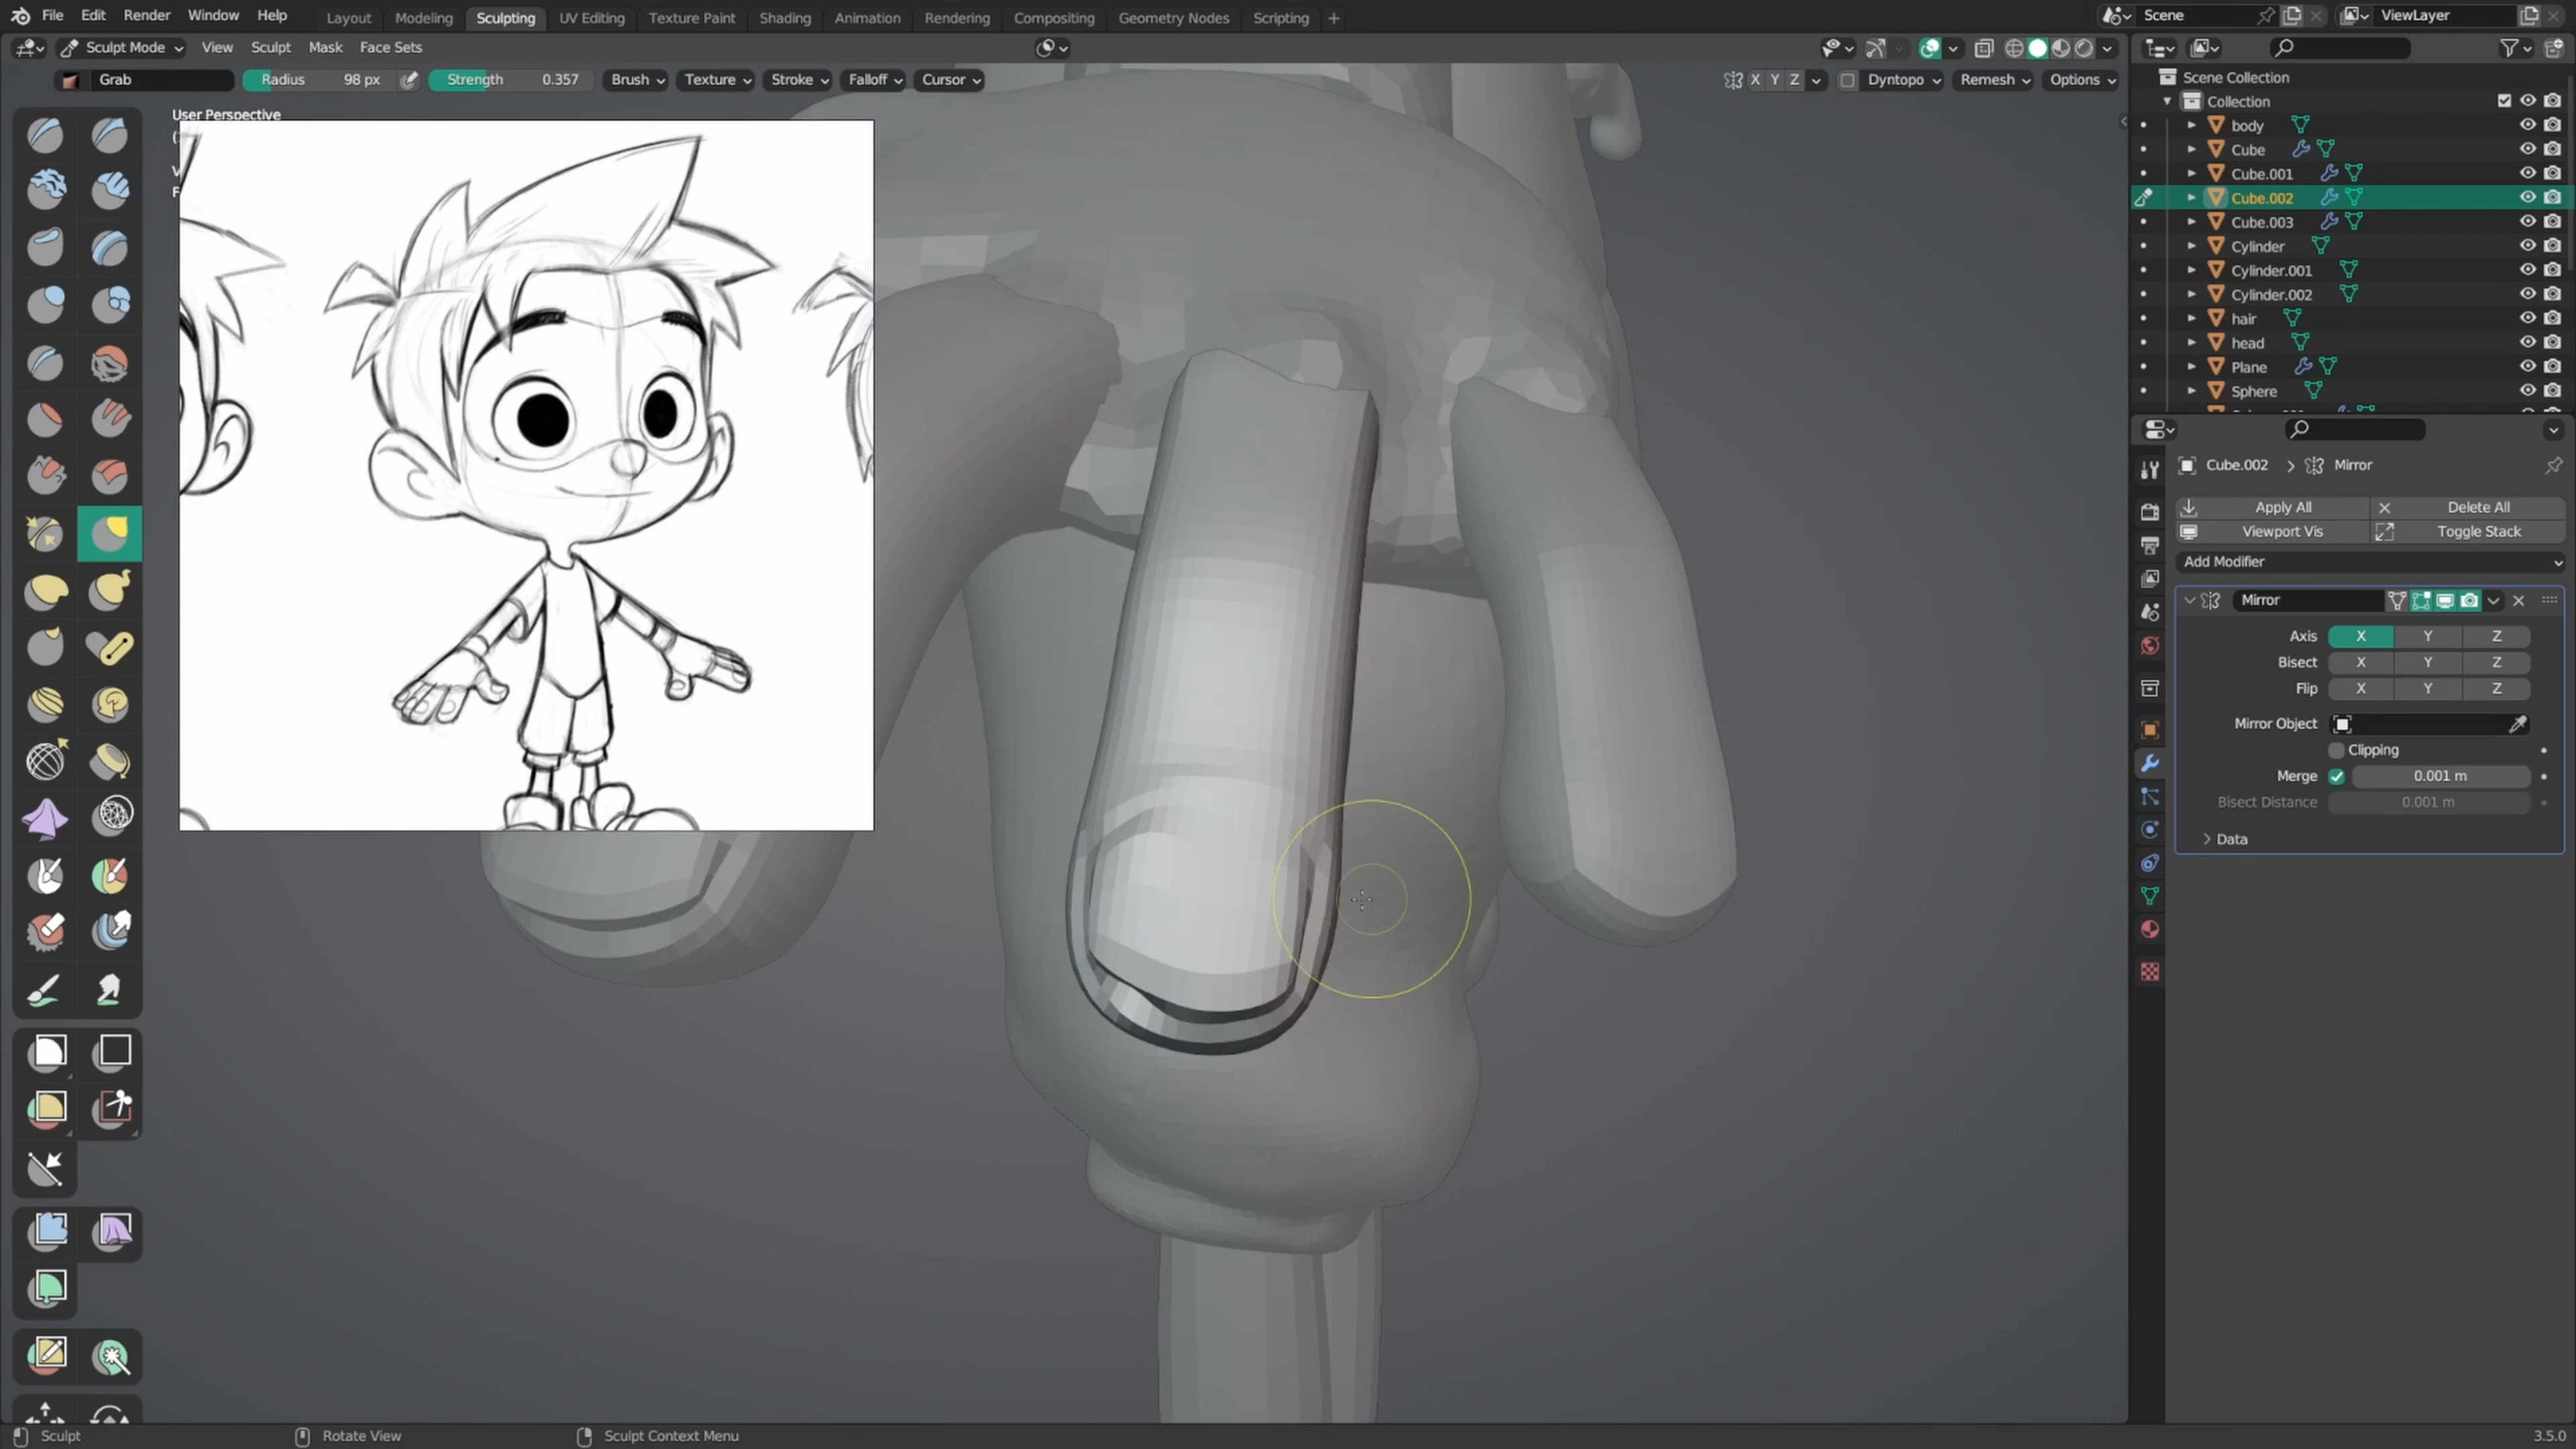 File Edit Render Window Help
Layout Modeling Sculpting UV Editing Texture Paint Shading Animation Rendering Compositing Geometry Nodes Scripting +
Scene
ViewLayer
Sculpt Mode View Sculpt Mask Face Sets
Grab Radius 98 px Strength 0.357 Brush Texture Stroke Falloff Cursor
X Y Z Dyntopo Remesh Options
User Perspective
Scene Collection
Collection
body
Cube
Cube.001
Cube.002
Cube.003
Cylinder
Cylinder.001
Cylinder.002
hair
head
Plane
Sphere
Cube.002 Mirror
Apply All Delete All
Viewport Vis Toggle Stack
Add Modifier
Mirror
Axis X Y Z
Bisect X Y Z
Flip X Y Z
Mirror Object
Clipping
Merge 0.001 m
Bisect Distance 0.001 m
Data
Sculpt Rotate View Sculpt Context Menu 3.5.0